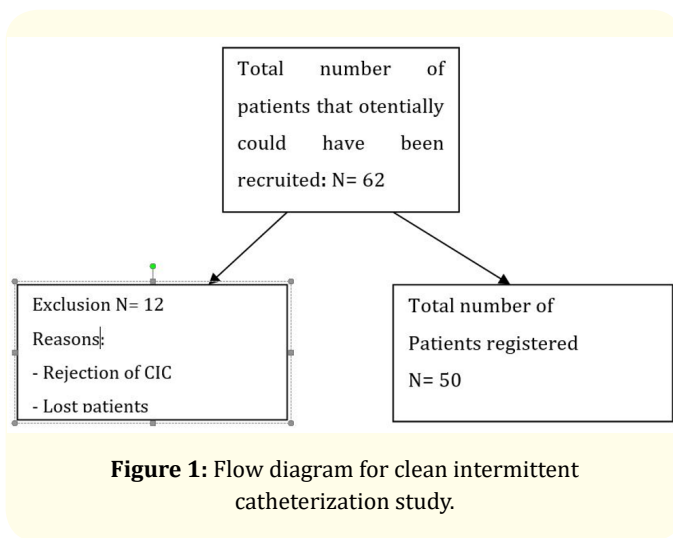 Total number of
patients that otentially
could have been
recruited: N= 62
Exclusion N= 12
Reasons:
- Rejection of CIC
- Lost patients
Total number of
Patients registered
N= 50
Figure 1: Flow diagram for clean intermittent
catheterization study.